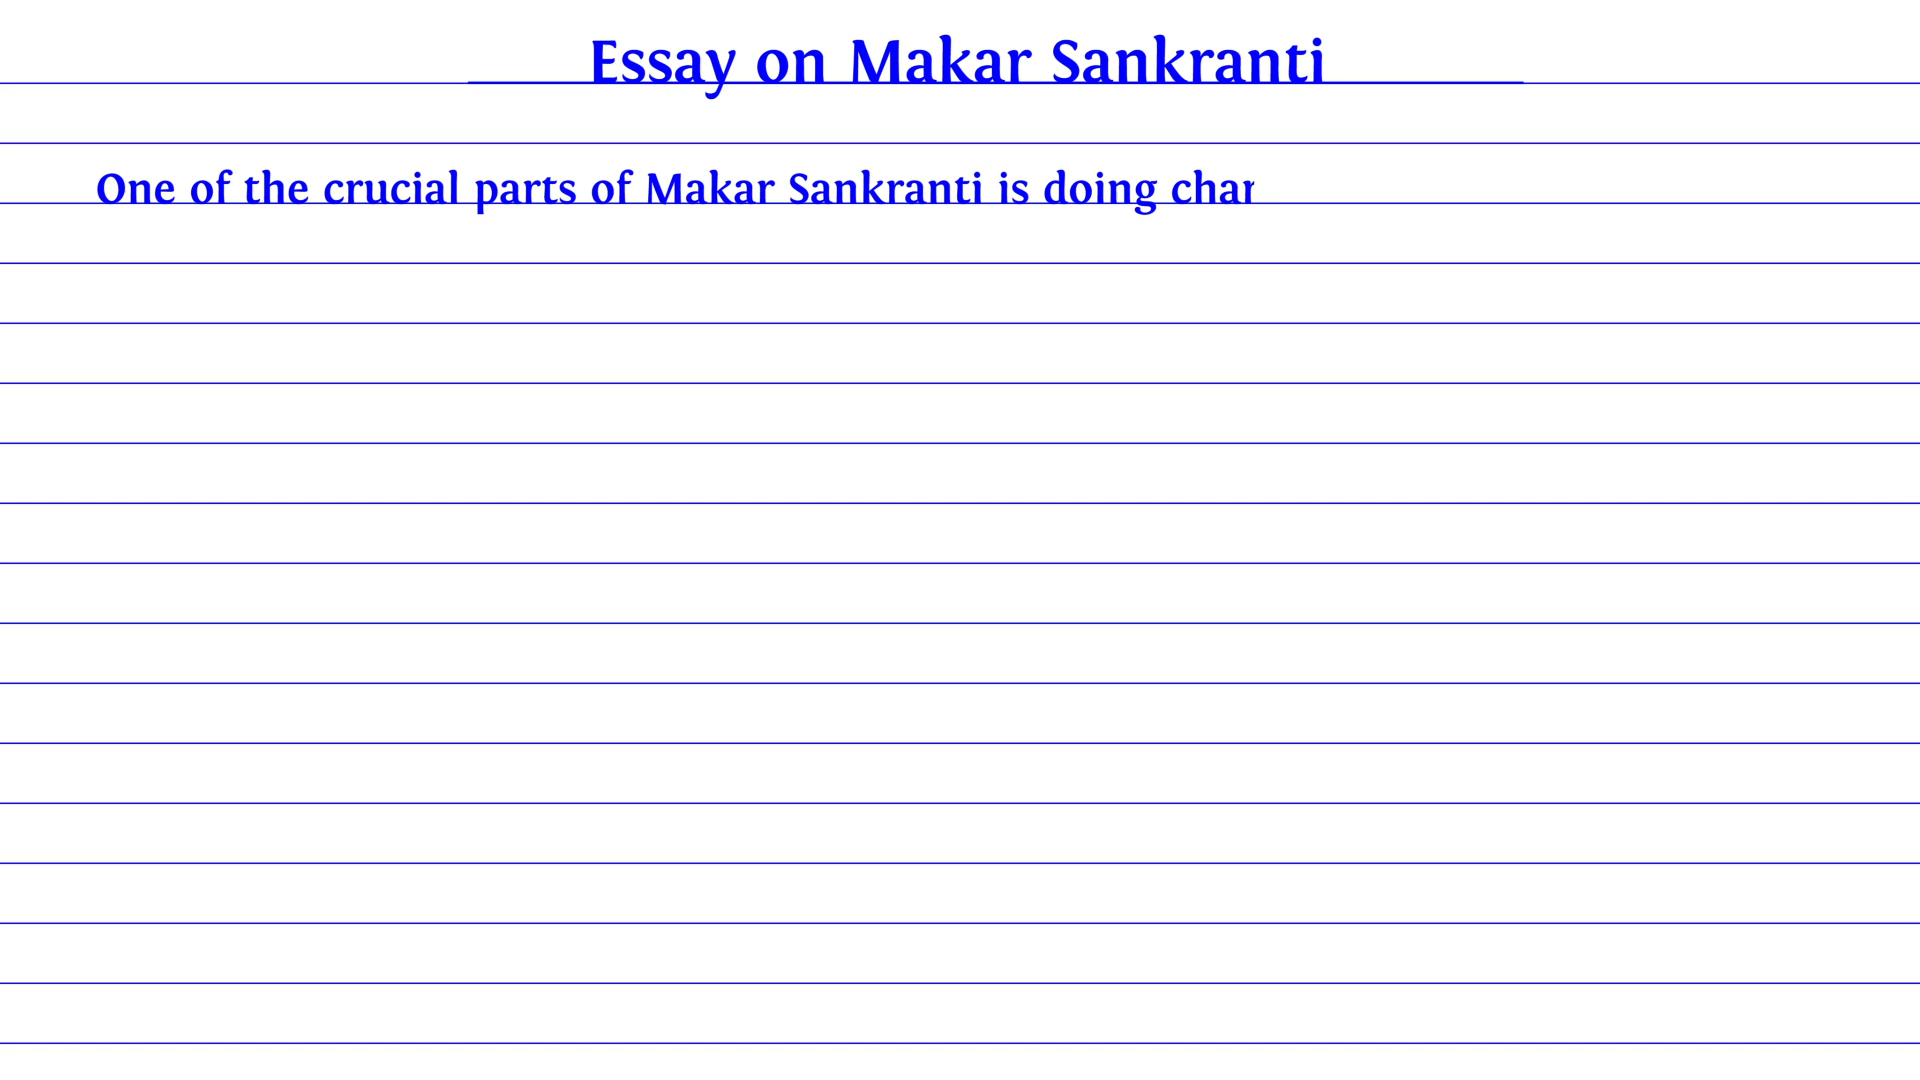 Essay on Makar Sankranti
One of the crucial parts of Makar Sankranti is doing char